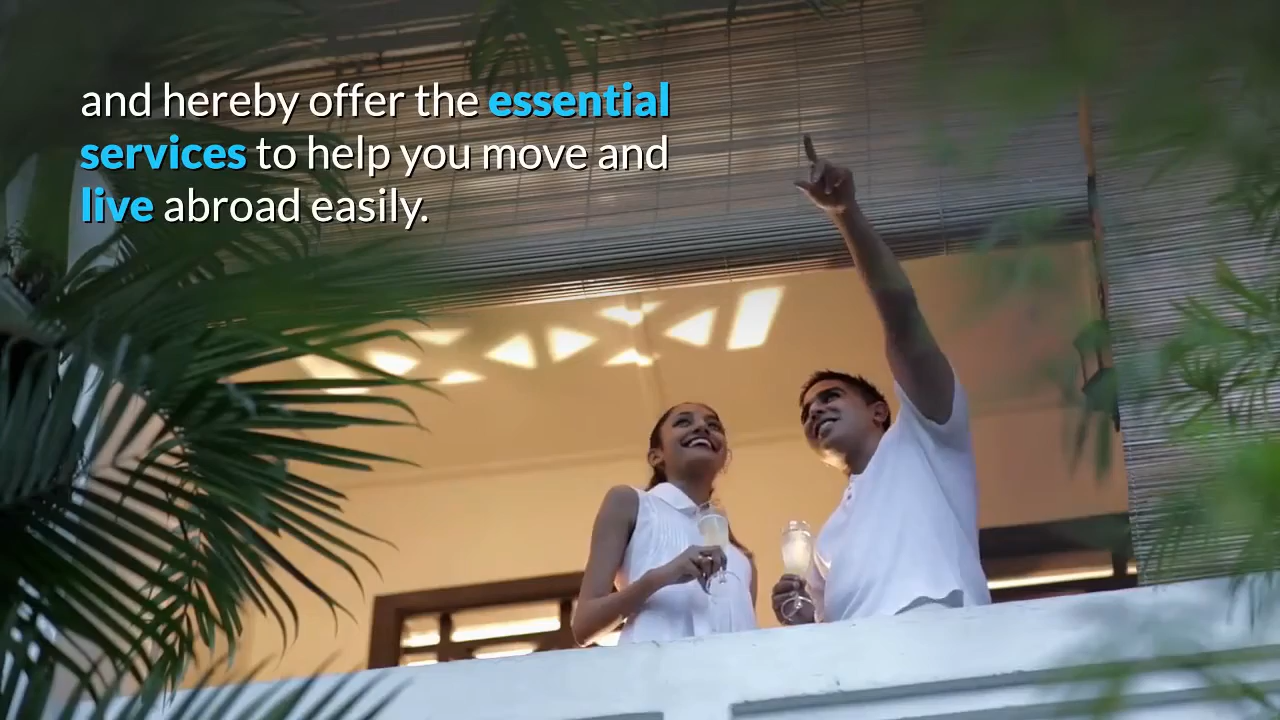 and hereby offer the essential
services to help you move and
live abroad easily.